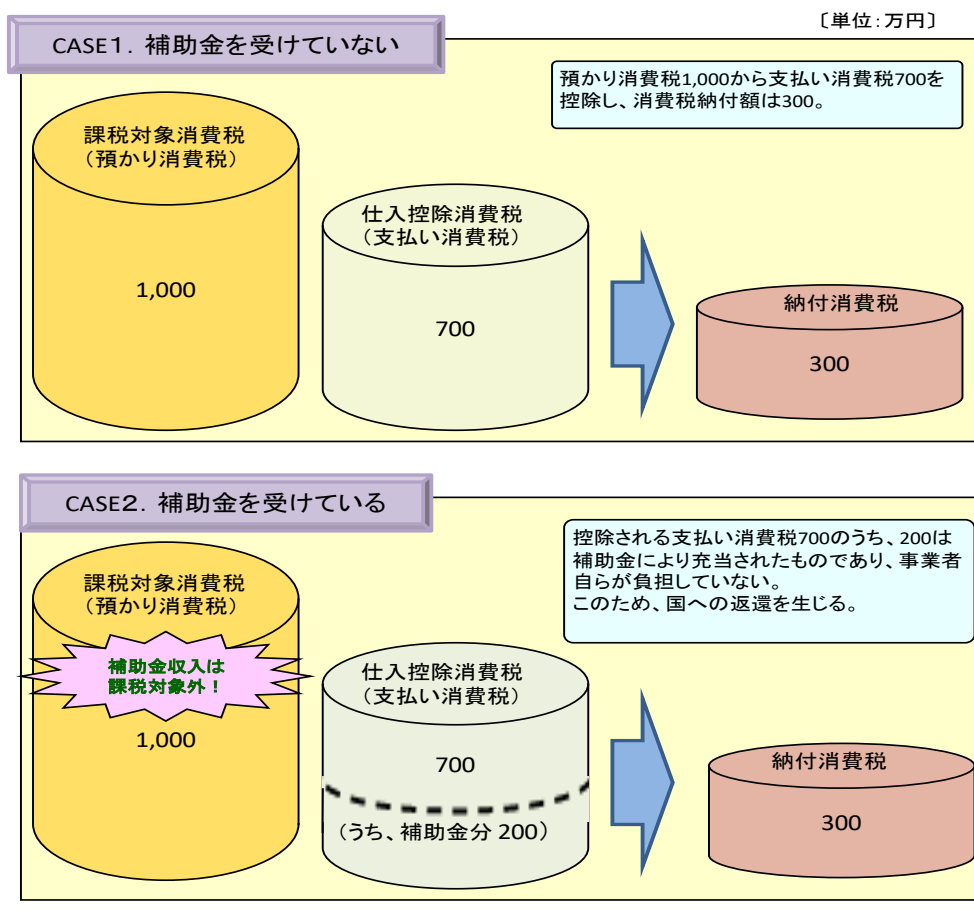 〔単位：万円〕
CASE1．補助金を受けていない
預かり消費税1,000から支払い消費税700を
控除し、消費税納付額は300。
課税対象消費税
（預かり消費税）
1,000
仕入控除消費税
（支払い消費税）
700
納付消費税
300
CASE２．補助金を受けている
控除される支払い消費税700のうち、200は
補助金により充当されたものであり、事業者
自らが負担していない。
このため、国への返還を生じる。
課税対象消費税
（預かり消費税）
補助金収入は
課税対象外！
1,000
仕入控除消費税
（支払い消費税）
700
（うち、補助金分 200）
納付消費税
300